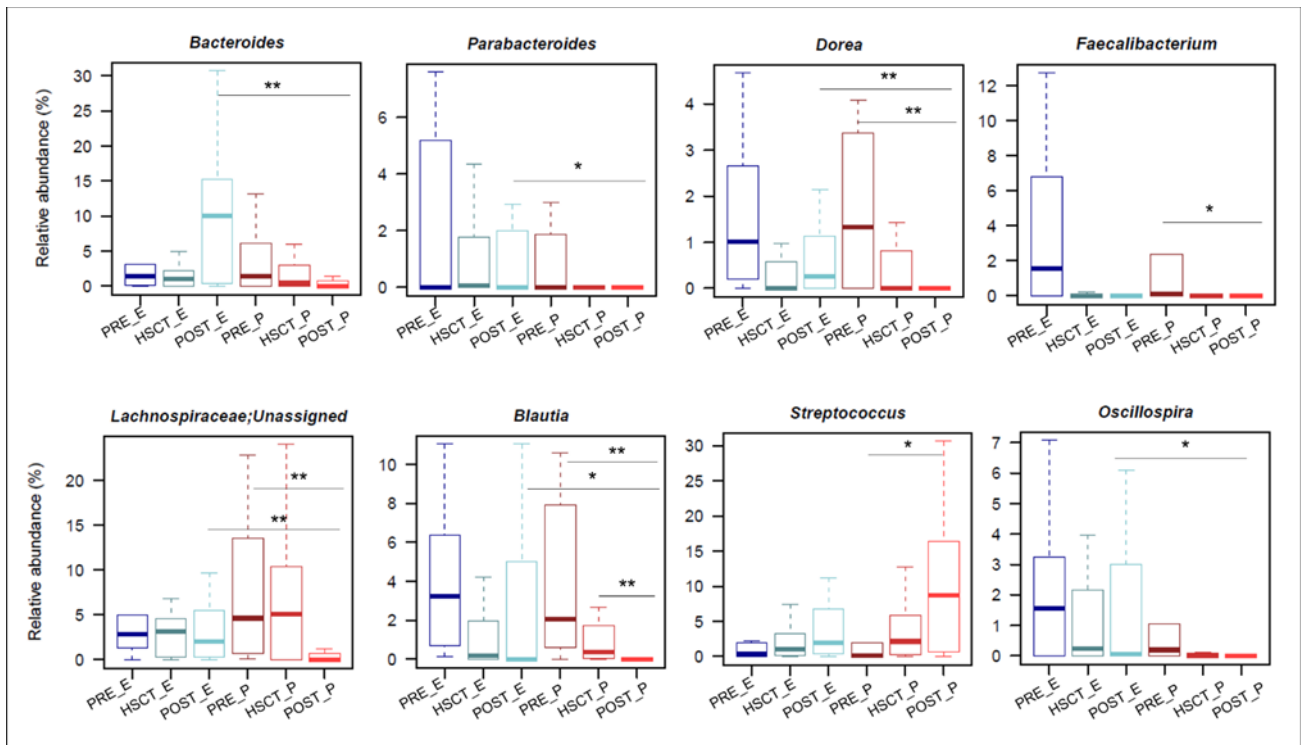 Bacteroides
Parabacteroides
Dorea
Faecalibacterium
Relative abundance (%)
30
25
20
15
10
5
0
**
PRE_E
HSCT_E
POST_E
PRE_P
HSCT_P
POST_P
6
4
2
0
*
PRE_E
HSCT_E
POST_E
PRE_P
HSCT_P
POST_P
4
3
2
1
0
**
**
PRE_E
HSCT_E
POST_E
PRE_P
HSCT_P
POST_P
12
10
8
6
4
2
0
*
PRE_E
HSCT_E
POST_E
PRE_P
HSCT_P
POST_P
Lachnospiraceae;Unassigned
Blautia
Streptococcus
Oscillospira
Relative abundance (%)
20
15
10
5
0
**
**
PRE_E
HSCT_E
POST_E
PRE_P
HSCT_P
POST_P
10
8
6
4
2
0
**
*
**
PRE_E
HSCT_E
POST_E
PRE_P
HSCT_P
POST_P
30
25
20
15
10
5
0
*
PRE_E
HSCT_E
POST_E
PRE_P
HSCT_P
POST_P
7
6
5
4
3
2
1
0
*
PRE_E
HSCT_E
POST_E
PRE_P
HSCT_P
POST_P